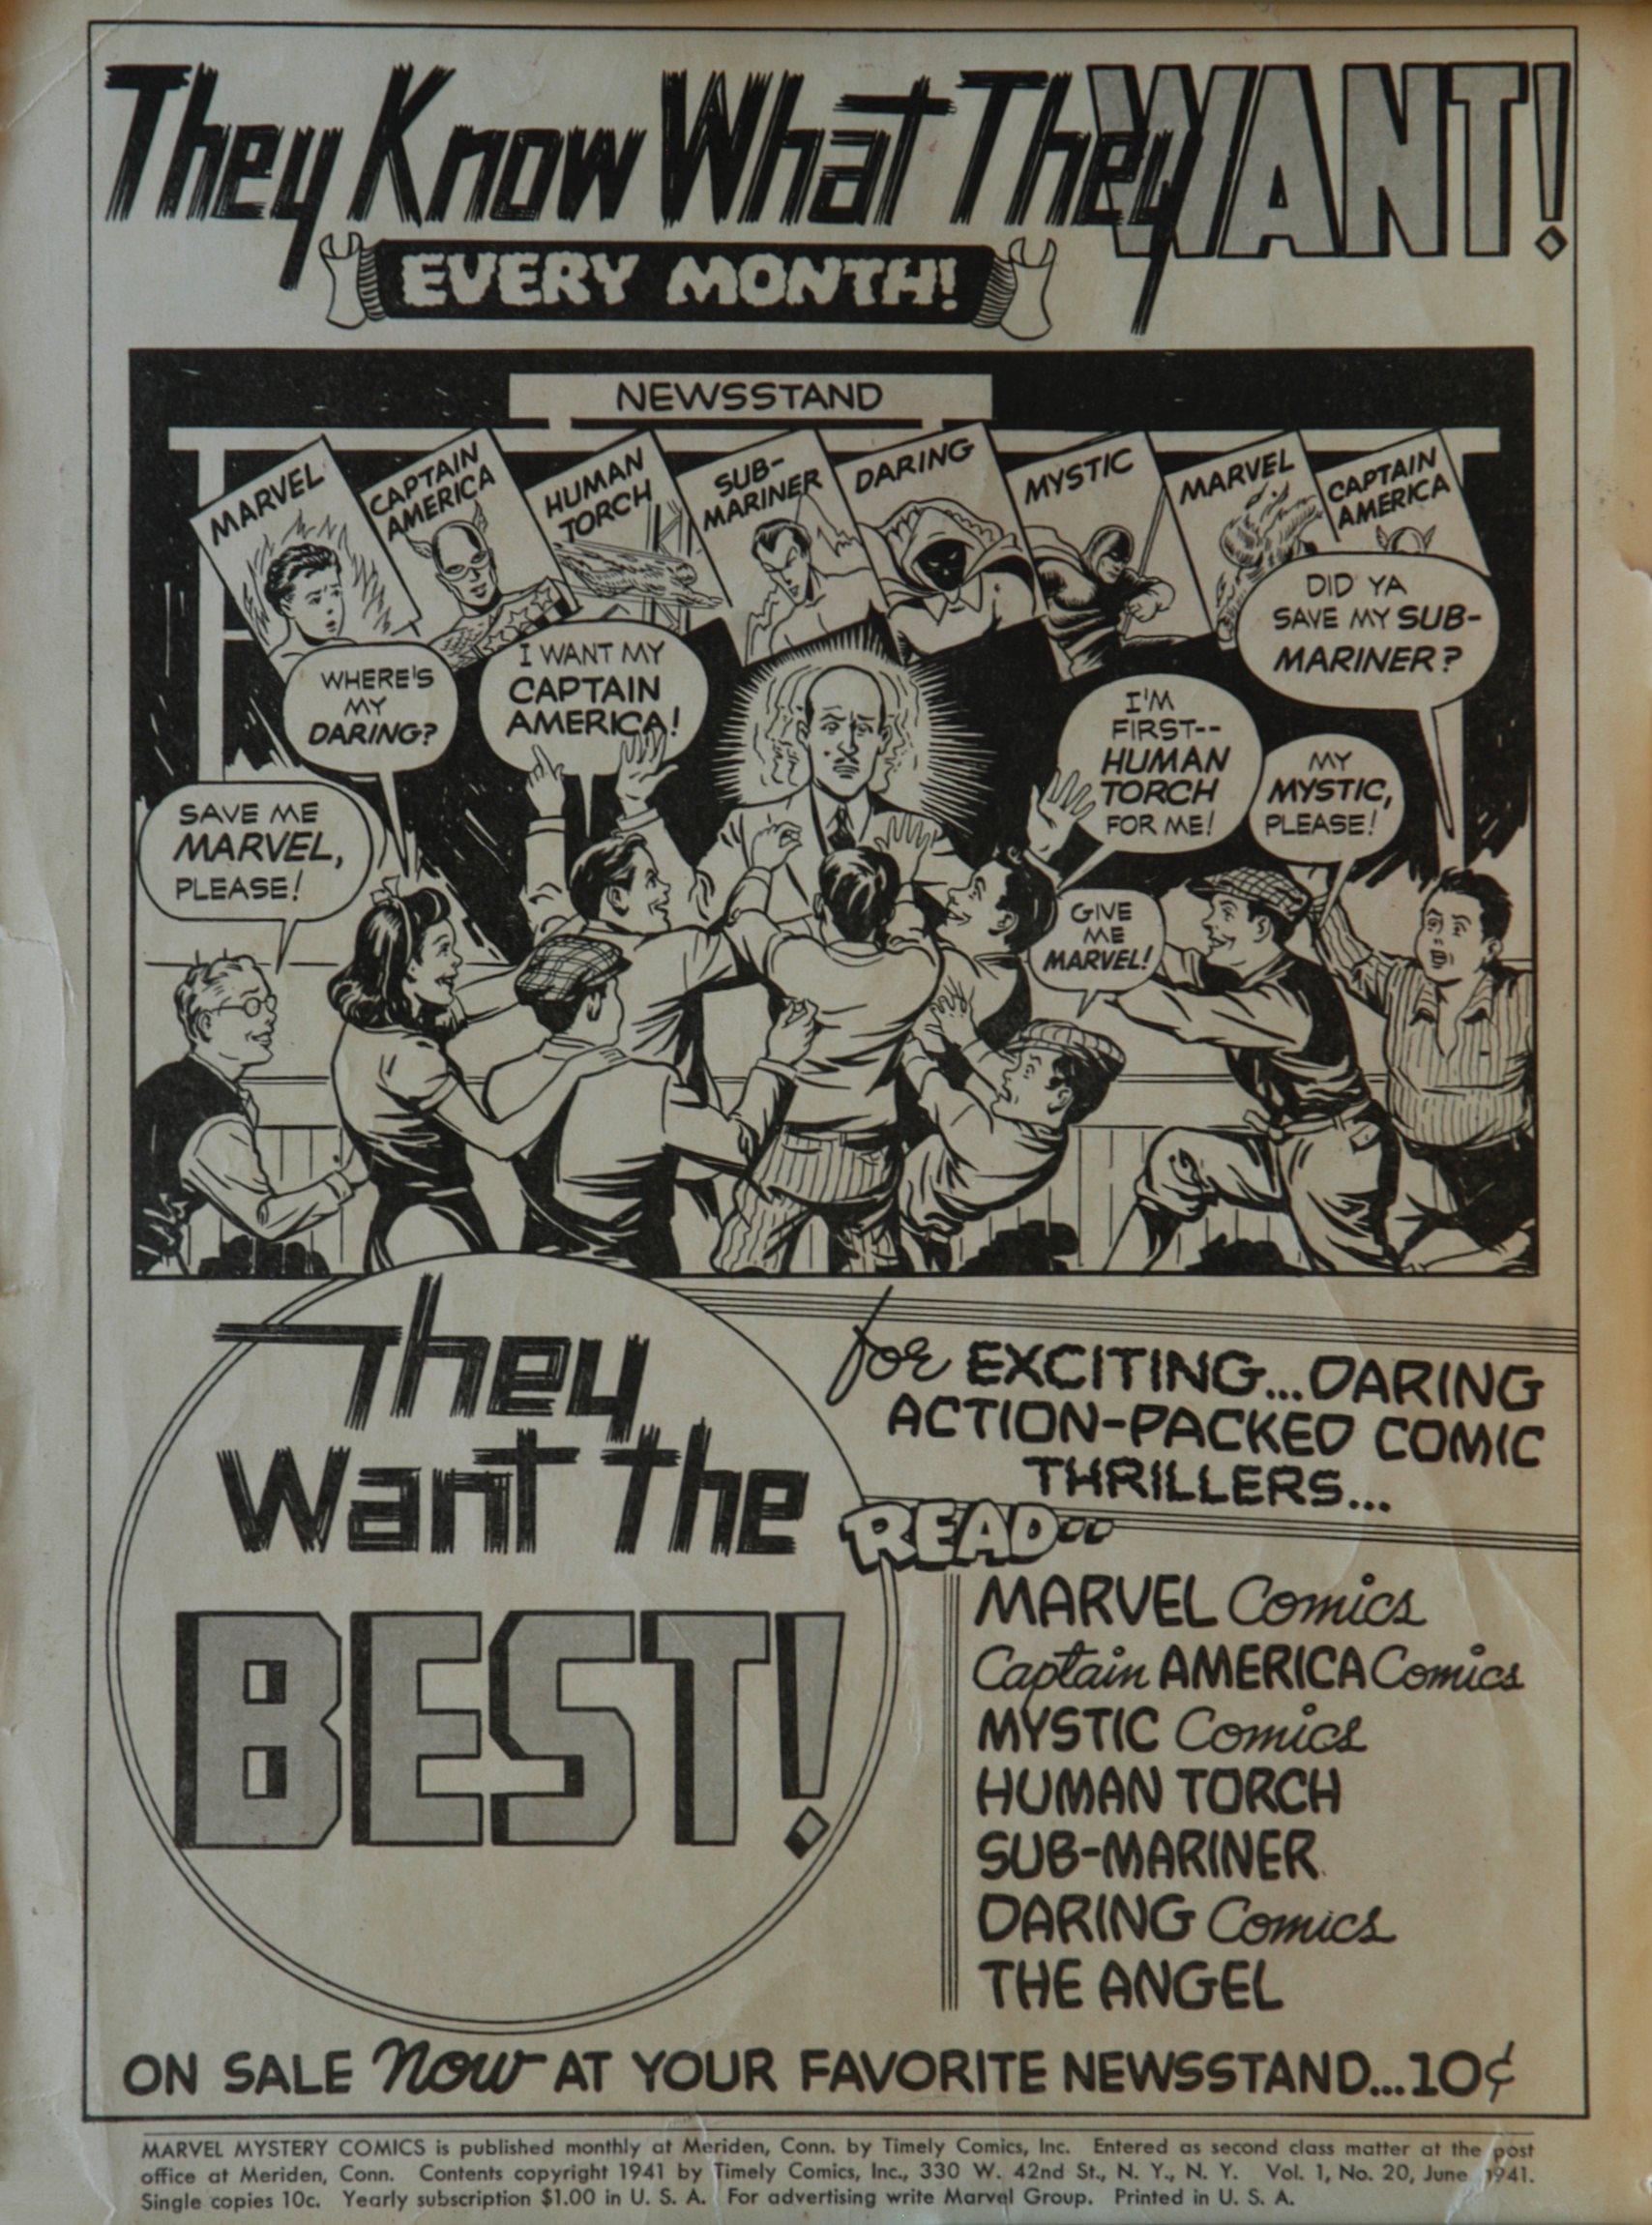 They Know What They WANT!
EVERY MONTH!
NEWSSTAND
MARVEL
CAPTAIN
AMERICA
HUMAN
TORCH
SUB-
MARINER
DARING
MYSTIC
MARVEL
CAPTAIN
AMERICA
SAVE ME
MARVEL,
PLEASE!
WHERE'S
MY
DARING?
I WANT MY
CAPTAIN
AMERICA!
I'M
FIRST--
HUMAN
TORCH
FOR ME!
GIVE
ME
MARVEL!
MY
MYSTIC,
PLEASE!
DID YA
SAVE MY SUB-
MARINER?
They
Want the
BEST!
for EXCITING...DARING
ACTION-PACKED COMIC
THRILLERS...
READ..
MARVEL Comics
Captain AMERICA Comics
MYSTIC Comics
HUMAN TORCH
SUB-MARINER
DARING Comics
THE ANGEL
ON SALE now AT YOUR FAVORITE NEWSSTAND...10¢
MARVEL MYSTERY COMICS is published monthly at Meriden, Conn. by Timely Comics, Inc. Entered as second class matter at the post
office at Meriden, Conn. Contents copyright 1941 by Timely Comics, Inc., 330 W. 42nd St., N. Y., N. Y. Vol. 1, No. 20, June 1941.
Single copies 10c. Yearly subscription $1.00 in U. S. A. For advertising write Marvel Group. Printed in U. S. A.